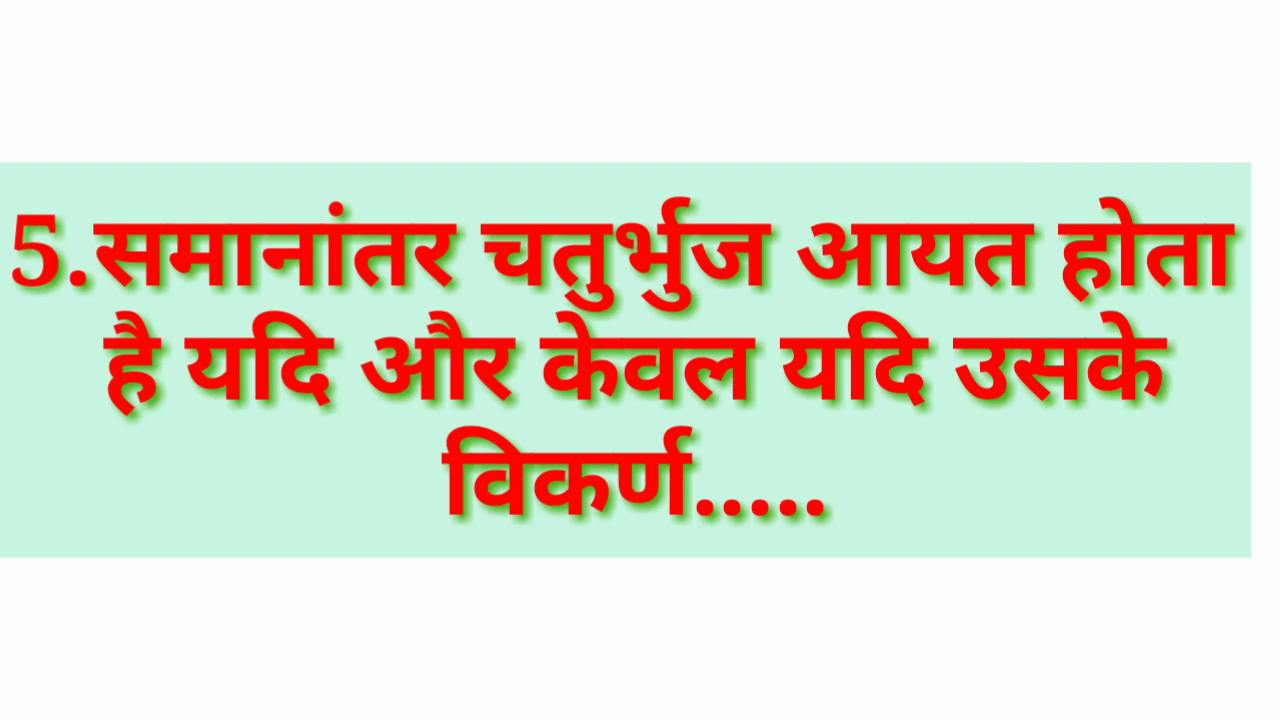 5.समानांतर चतुर्भुज आयत होता
है यदि और केवल यदि उसके
विकर्ण.....